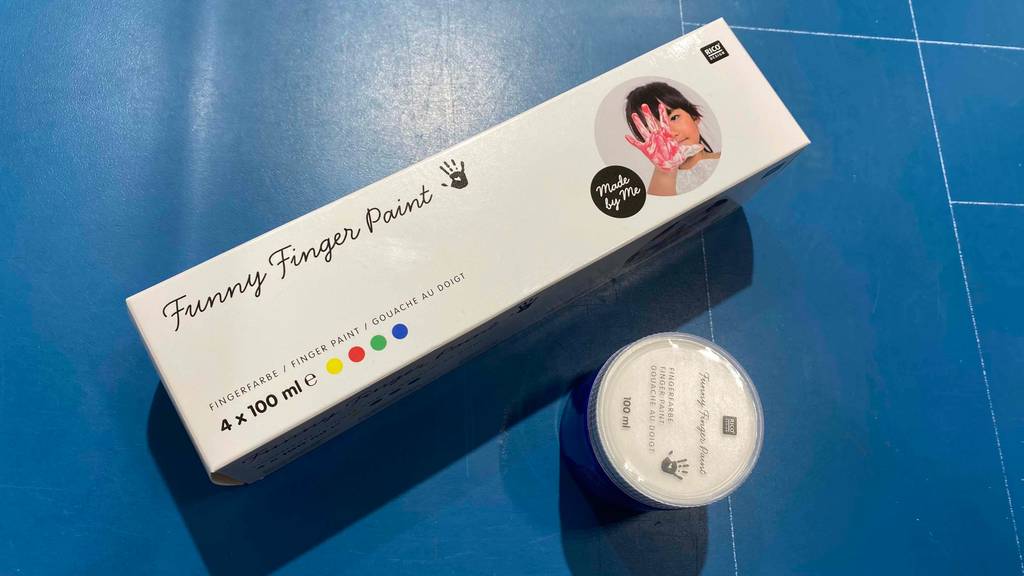 RICO
DESIGN
Made
by Me
Funny Finger Paint
FINGERFARBE / FINGER PAINT / GOUACHE AU DOIGT
4 x 100 ml e
Funny Finger Paint
RICO
DESIGN
FINGERFARBE
FINGER PAINT
GOUACHE AU DOIGT
100 ml